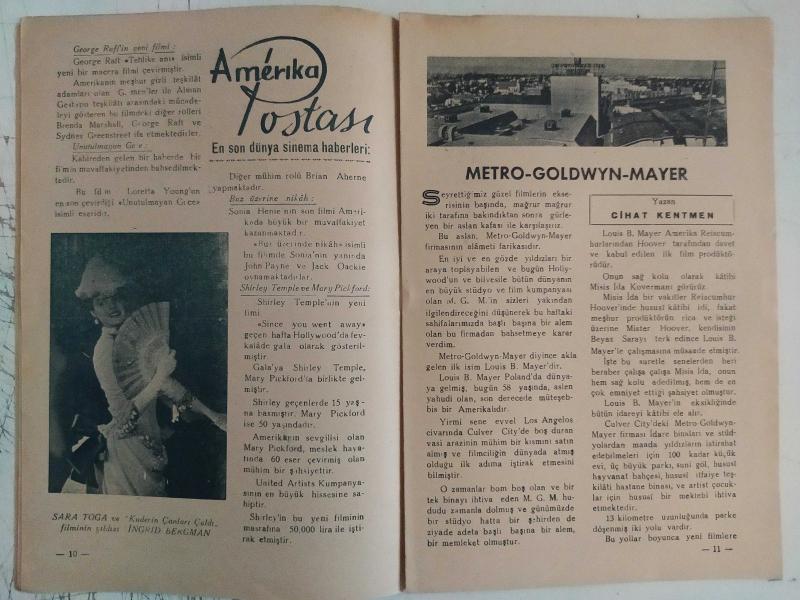 George Raft'in yeni filmi :
George Raft «Tehlike anı» isimli
yeni bir macera filmi çevirmiştir.
Amerikanın meşhur gizli teşkilât
adamları olan G. men'ler ile Alman
Gestapo teşkilâtı arasındaki mücade-
leyi gösteren bu filmdeki diğer rolleri
Brenda Marshall, George Raft ve
Sydney Greenstreet ifa etmektedirler.
Unutulmayan Gece :
Kahireden gelen bir haberde bir
filmin muvaffakiyetinden bahsedilmek-
tedir.
Bu film Loretta Young'un
en son çevirdiği «Unutulmayan Gece»
isimli eseridir.
SARA TOGA ve "Kaderin Çanları Çaldı"
filminin yıldızı İNGRİD BERGMAN
— 10 —
Amérika
Postası
En son dünya sinema haberleri:
Diğer mühim rolü Brian Aherne
yapmaktadır.
Buz üzerine nikâh :
Sonia Henie'nin son filmi Ameri-
kada büyük bir muvaffakiyet
kazanmaktadır.
«Buz üzerinde nikâh» isimli
bu filmde Sonia'nın yanında
John Payne ve Jack Oackie
oynamaktadırlar.
Shirley Temple ve Mary Pickford:
Shirley Temple'nin yeni
filmi
«Since you went away»
geçen hafta Hollywood'da fev-
kalâde gala olarak gösteril-
miştir.
Gala'ya Shirley Temple,
Mary Pickford'la birlikte gel-
miştir.
Shirley geçenlerde 15 yaşı-
na basmıştır. Mary Pickford
ise 50 yaşındadır.
Amerikanın sevgilisi olan
Mary Pickford, meslek haya-
tında 60 eser çevirmiş olan
mühim bir şahsiyettir.
United Artists Kumpanya-
sının en büyük hissesine sa-
hiptir.
Shirley'in bu yeni filminin
masrafına 50,000 lira ile işti-
rak etmiştir.
METRO-GOLDWYN-MAYER
Seyrettiğimiz güzel filmlerin ekse-
risinin başında, mağrur mağrur
iki tarafına bakındıktan sonra gürle-
yen bir aslan kafası ile karşılaşırız.
Bu aslan, Metro-Goldwyn-Mayer
firmasının alâmeti farikasıdır.
En iyi ve en gözde yıldızları bir
araya toplayabilen ve bugün Holly-
wood'un ve bilvesile bütün dünyanın
en büyük stüdyo ve film kumpanyası
olan M. G. M.'in sizleri yakından
ilgilendireceğini düşünerek bu haftaki
sahifalarımızda başlı başına bir alem
olan bu firmadan bahsetmeye karar
verdim.
Metro-Goldwyn-Mayer diyince akla
gelen ilk isim Louis B. Mayer'dir.
Louis B. Mayer Poland'da dünya-
ya gelmiş, bugün 58 yaşında, aslen
yahudi olan, son derecede müteşeb-
bis bir Amerikalıdır.
Yirmi sene evvel Los Angelos
civarında Culver City'de boş duran
vasi arazinin mühim bir kısmını satın
almış ve filmciliğin dünyada atmış
olduğu ilk adıma iştirak etmesini
bilmiştir.
O zamanlar bom boş olan ve bir
tek binayı ihtiva eden M. G. M. hu-
dudu zamanla dolmuş ve günümüzde
bir stüdyo hatta bir şehirden de
ziyade adeta başlı başına bir alem,
bir memleket olmuştur.
Yazan
CİHAT KENTMEN
Louis B. Mayer Amerika Reiscum-
hurlarından Hoover tarafından davet
ve kabul edilen ilk film prodüktö-
rüdür.
Onun sağ kolu olarak kâtibi
Misis İda Kovermanı görürüz.
Misis İda bir vakitler Reiscumhur
Hoover'inde hususî kâtibi idi, fakat
meşhur prodüktörün rica ve isteği
üzerine Mister Hoover, kendisinin
Beyaz Sarayı terk edince Louis B.
Mayer'le çalışmasına müsaade etmiştir.
İşte bu suretle senelerden beri
beraber çalışa çalışa Misis İda, onun
hem sağ kolu adedilmiş, hem de en
çok emniyet ettiği şahsiyet olmuştur.
Louis B. Mayer'in eksikliğinde
bütün idareyi kâtibi ele alır.
Culver City'deki Metro-Goldwyn-
Mayer firması İdare binaları ve stüd-
yolardan maada yıldızların istirahat
edebilmeleri için 100 kadar küçük
evi, üç büyük parkı, suni göl, hususî
hayvanat bahçesi, hususî itfaiye teş-
kilâtı hastane binası, ve artist çocuk-
lar için hususî bir mektebi ihtiva
etmektedir.
13 kilometre uzunluğunda parke
döşenmiş iki yolu vardır.
Bu yollar boyunca yeni filmlere
— 11 —